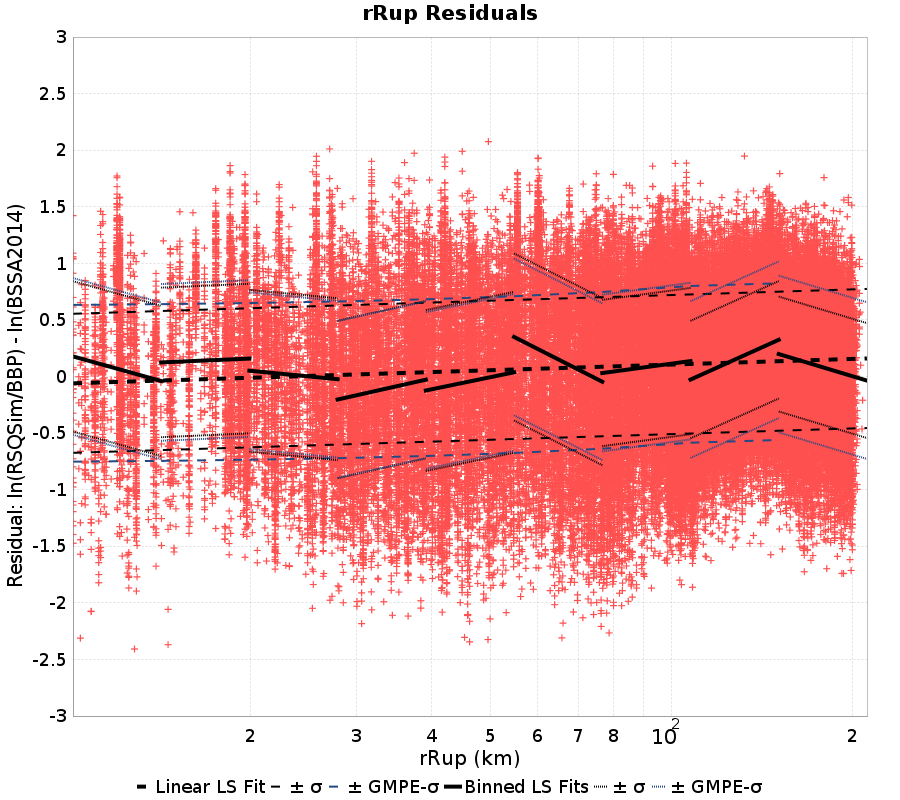 rRup Residuals
3
2.5
2
1.5
1
0.5
0
-0.5
-1
-1.5
-2
-2.5
-3
Residual: ln(RSQSim/BBP) - ln(BSSA2014)
2 3 4 5 6 7 8 10² 2
rRup (km)
Linear LS Fit ± σ ± GMPE-σ Binned LS Fits ± σ ± GMPE-σ